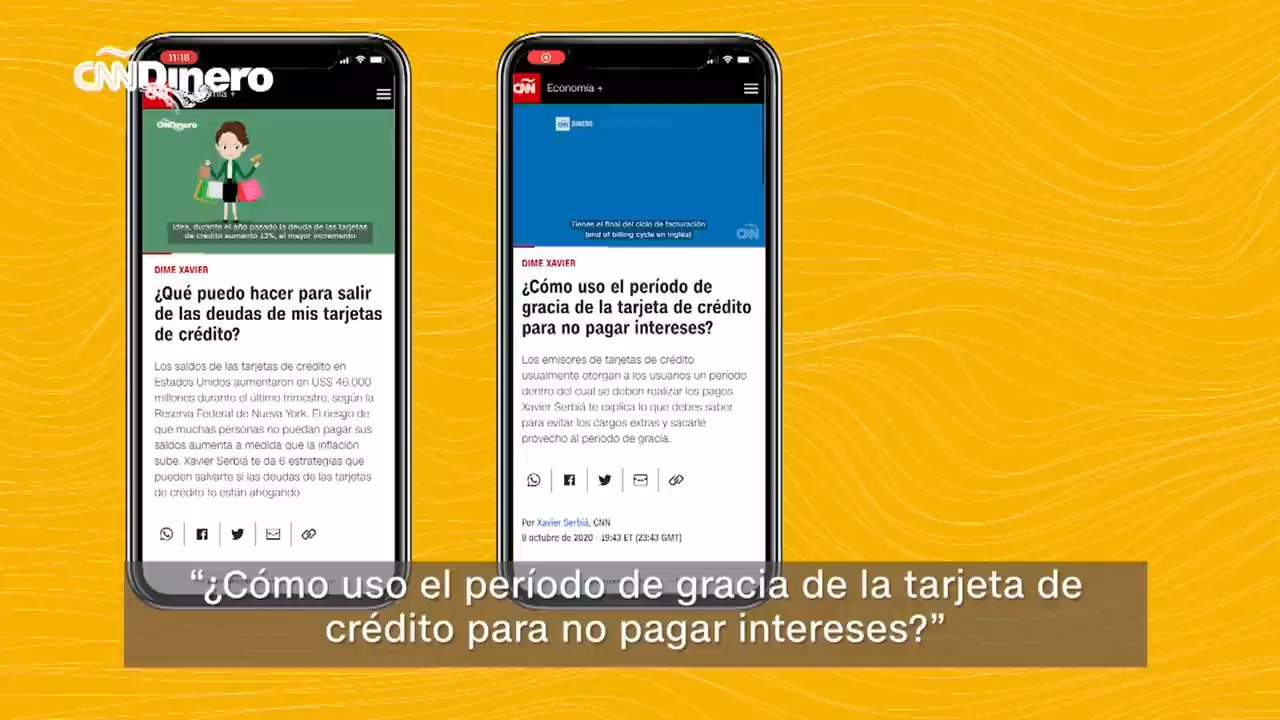 CNNDinero
11:18
CNNDinero
Idea, durante el año pasado la deuda de las tarjetas
de crédito aumentó 13%, el mayor incremento
DIME XAVIER
¿Qué puedo hacer para salir
de las deudas de mis tarjetas
de crédito?
Los saldos de las tarjetas de crédito en
Estados Unidos aumentaron en US$ 46.000
millones durante el último trimestre, según la
Reserva Federal de Nueva York. El riesgo de
que muchas personas no puedan pagar sus
saldos aumenta a medida que la inflación
sube. Xavier Serbiá te da 6 estrategias que
pueden salvarte si las deudas de las tarjetas
de crédito te están ahogando
CNN
Economía +
CNN DINERO
Tienes el final del ciclo de facturación
(end of billing cycle en inglés)
CNN
DIME XAVIER
¿Cómo uso el período de
gracia de la tarjeta de crédito
para no pagar intereses?
Los emisores de tarjetas de crédito
usualmente otorgan a los usuarios un período
dentro del cual se deben realizar los pagos.
Xavier Serbiá te explica lo que debes saber
para evitar los cargos extras y sacarle
provecho al período de gracia.
Por Xavier Serbiá, CNN
8 octubre de 2020 - 19:43 ET (23:43 GMT)
“¿Cómo uso el período de gracia de la tarjeta de
crédito para no pagar intereses?”